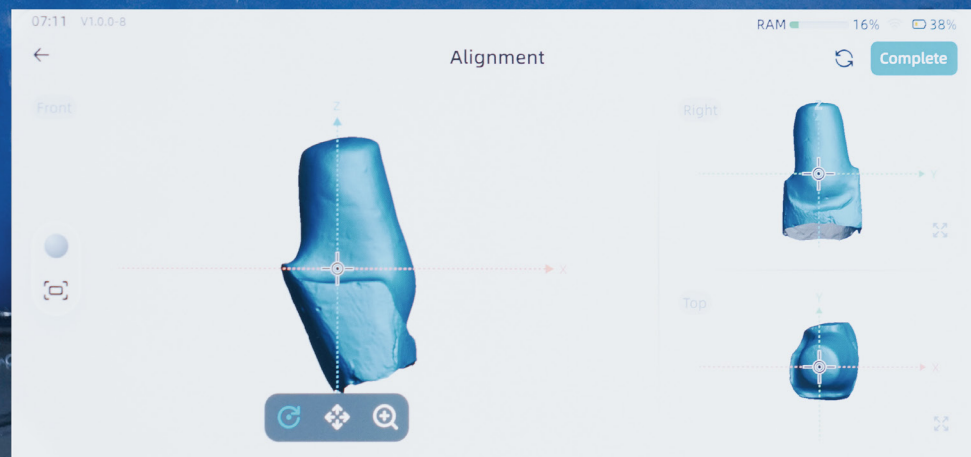 07:11 V1.0.0-8
RAM 16% 38%
Alignment
Complete
Front
Z
X
Right
Z
Y
Top
Y
X